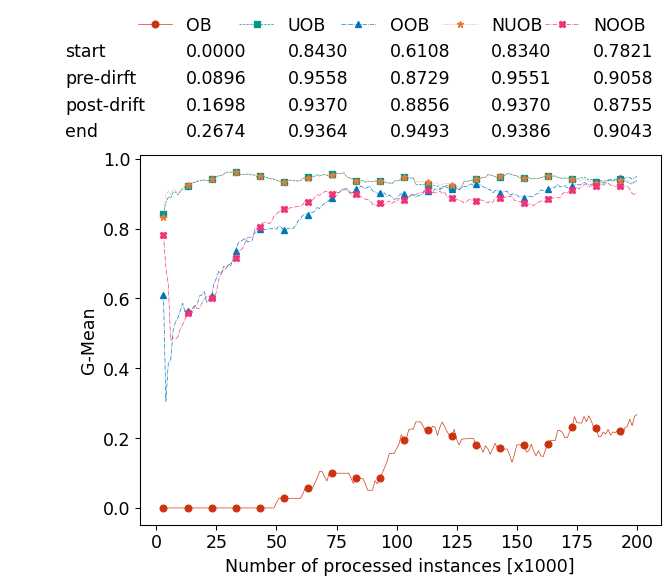 OB UOB OOB NUOB NOOB
start 0.0000 0.8430 0.6108 0.8340 0.7821
pre-dirft 0.0896 0.9558 0.8729 0.9551 0.9058
post-drift 0.1698 0.9370 0.8856 0.9370 0.8755
end 0.2674 0.9364 0.9493 0.9386 0.9043
1.0
0.8
0.6
0.4
0.2
0.0
G-Mean
0 25 50 75 100 125 150 175 200
Number of processed instances [x1000]